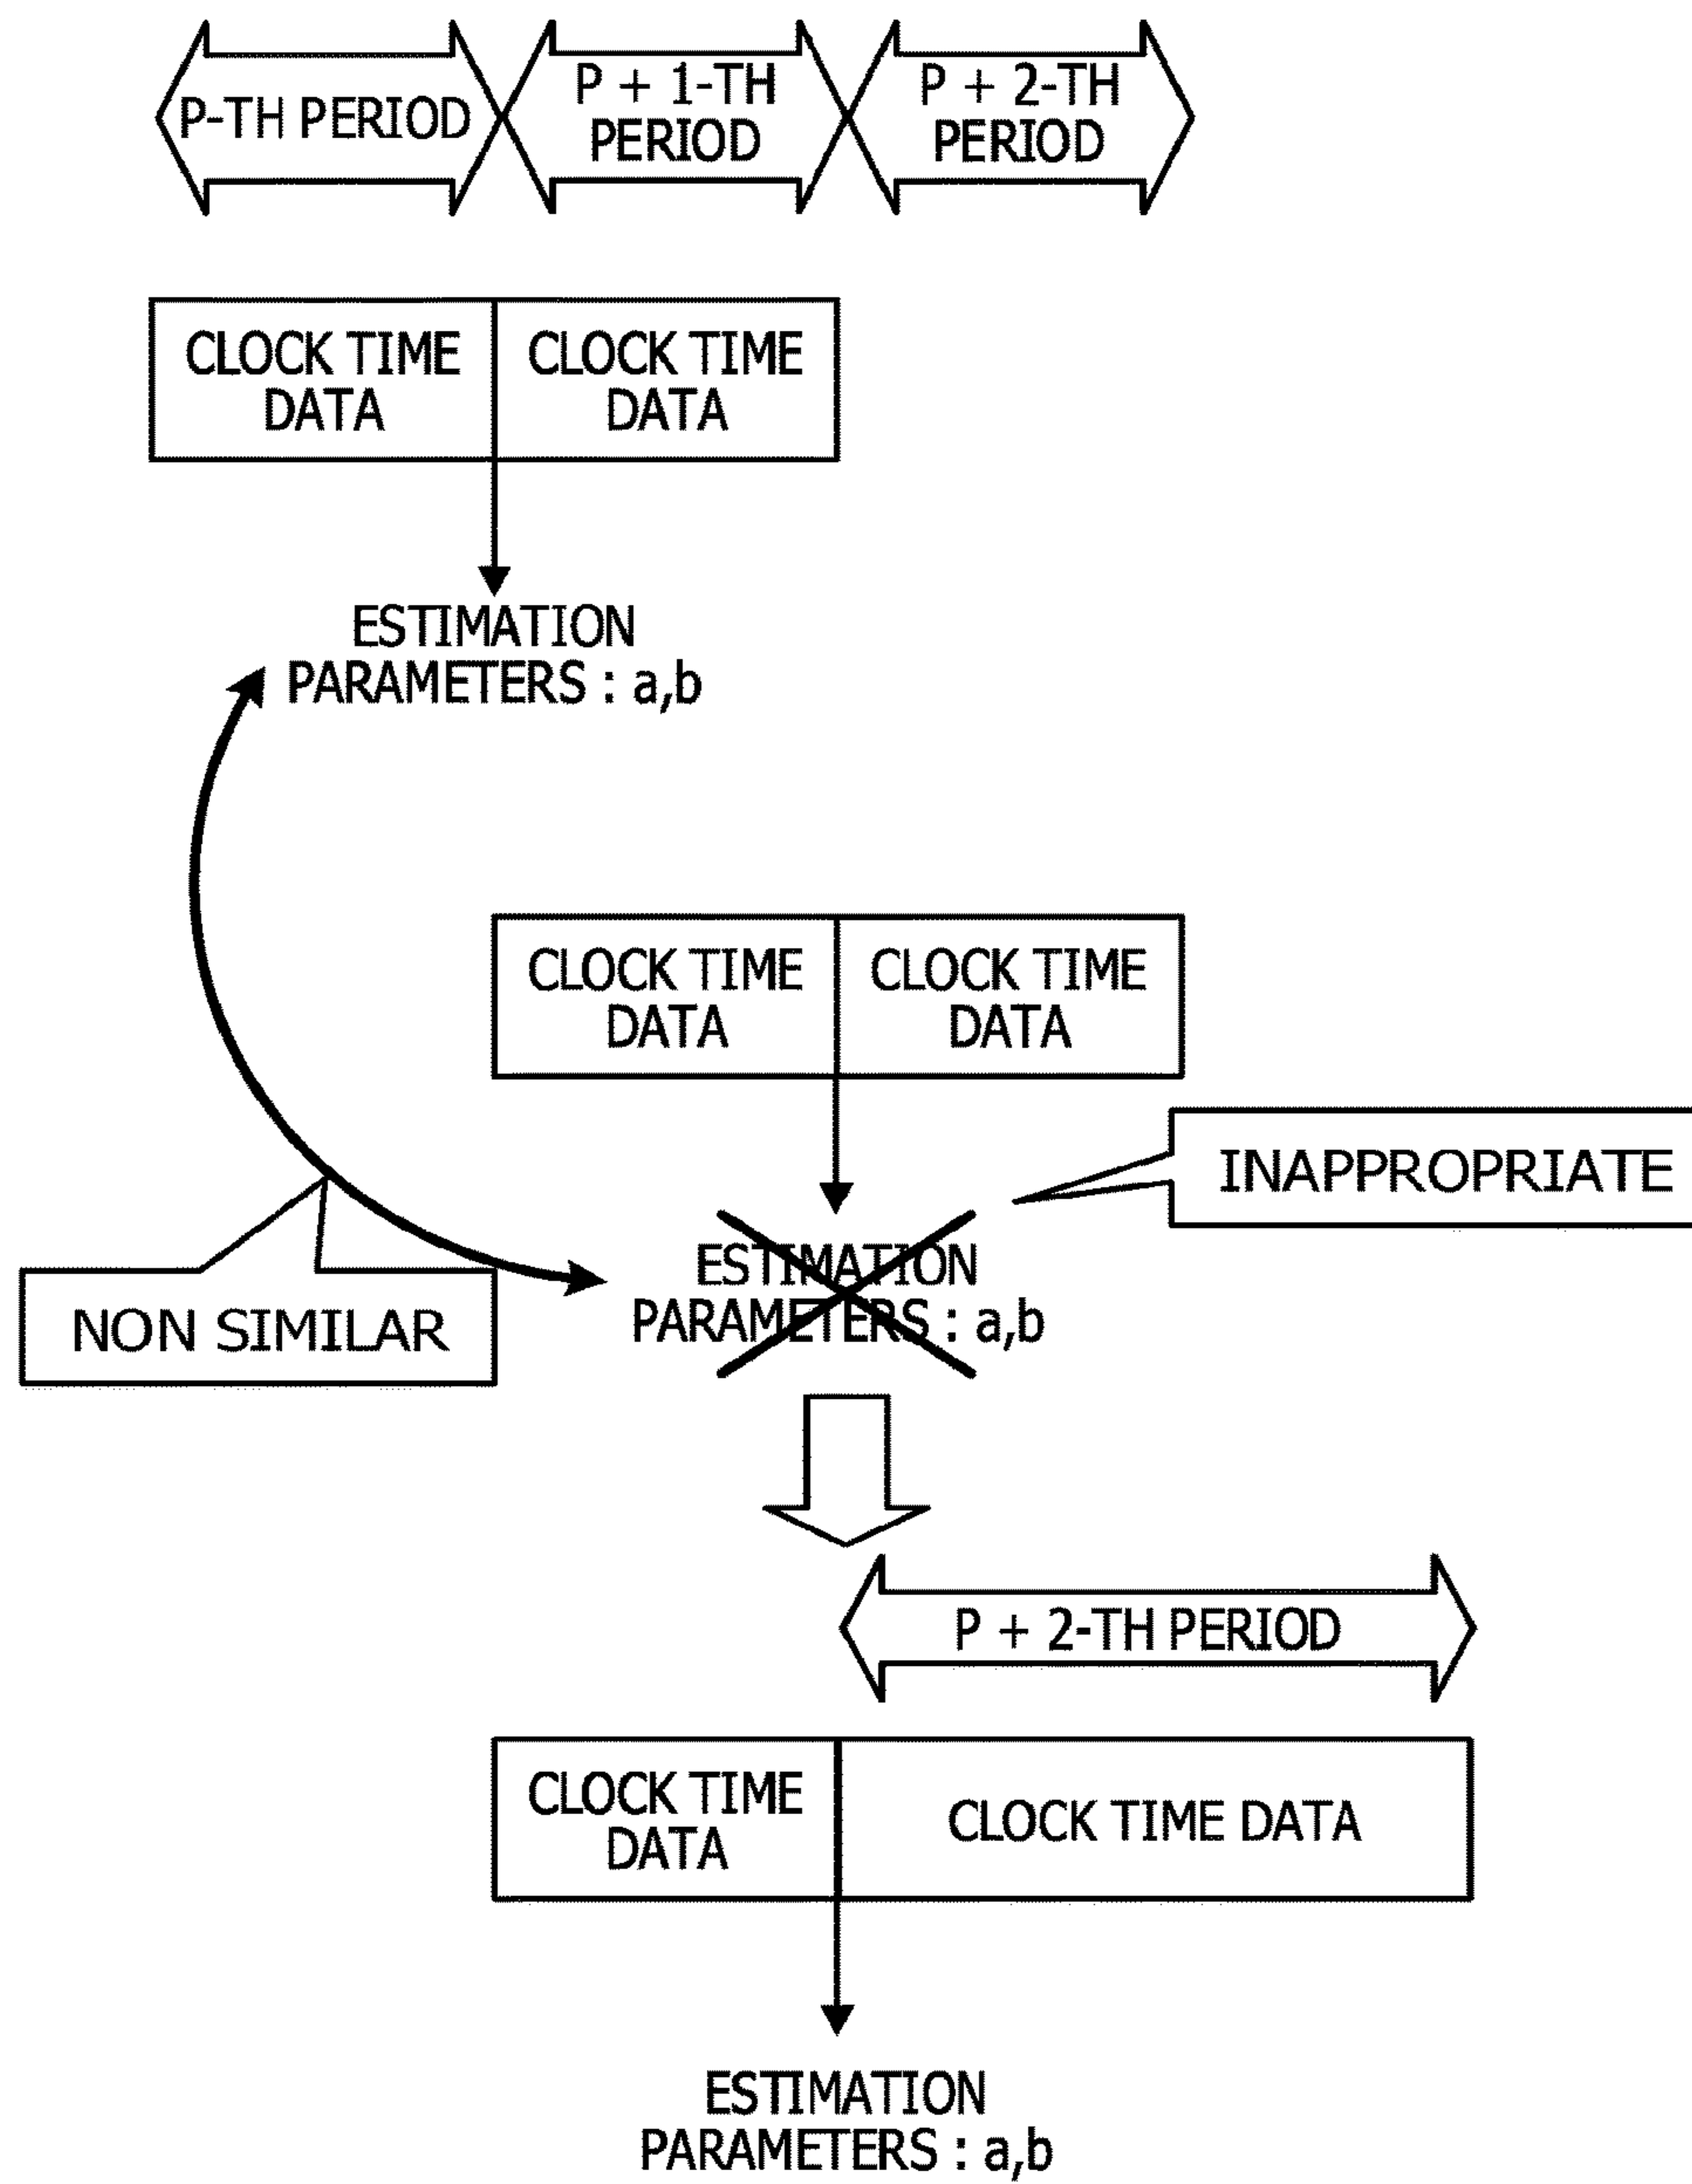 P-TH PERIOD
P + 1-TH
PERIOD
P + 2-TH
PERIOD
CLOCK TIME
DATA
CLOCK TIME
DATA
ESTIMATION
PARAMETERS : a,b
CLOCK TIME
DATA
CLOCK TIME
DATA
INAPPROPRIATE
ESTIMATION
PARAMETERS : a,b
NON SIMILAR
P + 2-TH PERIOD
CLOCK TIME
DATA
CLOCK TIME DATA
ESTIMATION
PARAMETERS : a,b